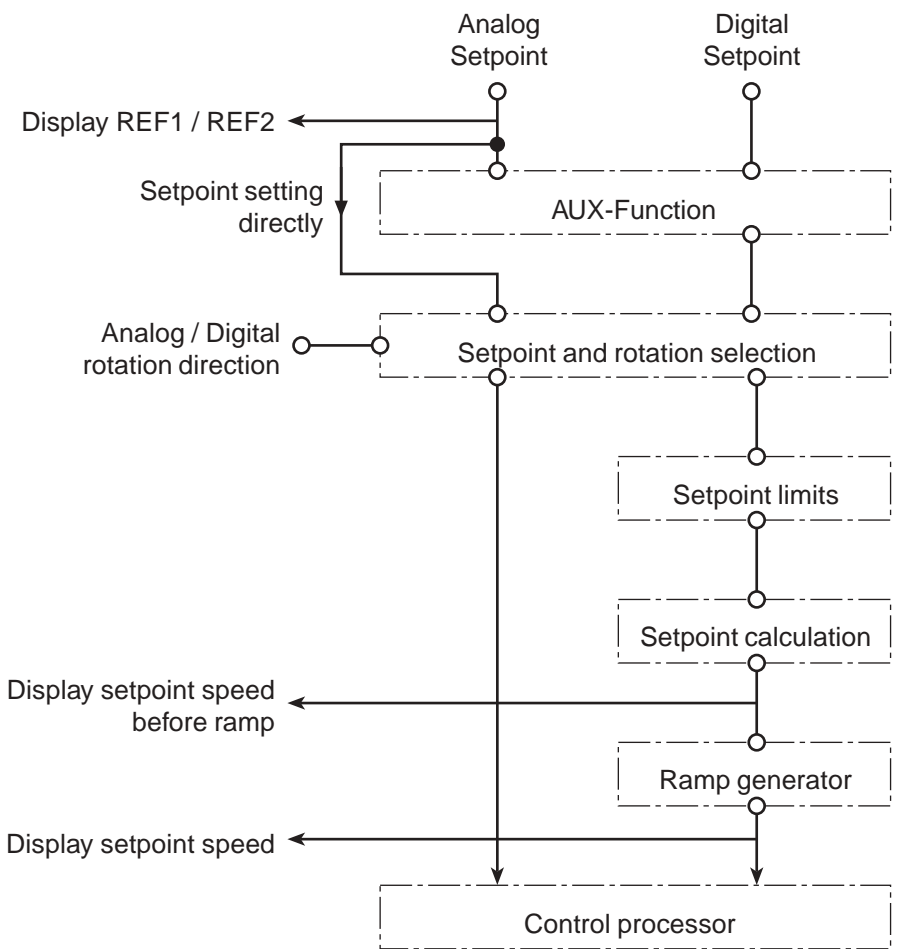 Analog
Setpoint
Digital
Setpoint
Display REF1 / REF2
Setpoint setting
directly
AUX-Function
Analog / Digital
rotation direction
Setpoint and rotation selection
Setpoint limits
Setpoint calculation
Display setpoint speed
before ramp
Ramp generator
Display setpoint speed
Control processor